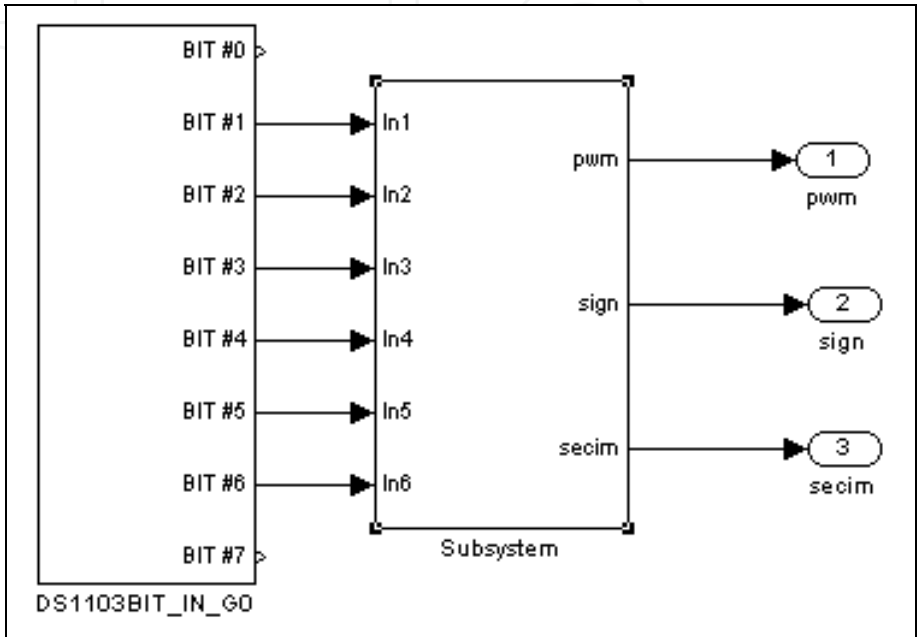 BIT #0
BIT #1
BIT #2
BIT #3
BIT #4
BIT #5
BIT #6
BIT #7
DS1103BIT_IN_G0
In1
In2
In3
In4
In5
In6
pwm
sign
secim
Subsystem
1
pwm
2
sign
3
secim